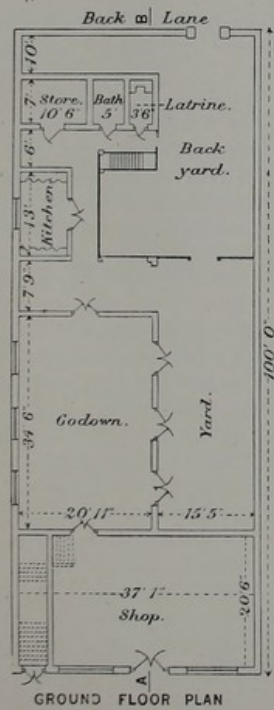 Back B Lane
10'
7'
Store.
10' 6"
Bath
5'
3'6"
Latrine.
6'
Back
yard.
13'
Kitchen
7' 9"
100'. 0"
34' 6"
Godown.
Yard.
20' 11"
15' 5"
37' 1"
20' 6"
Shop.
A
GROUND FLOOR PLAN